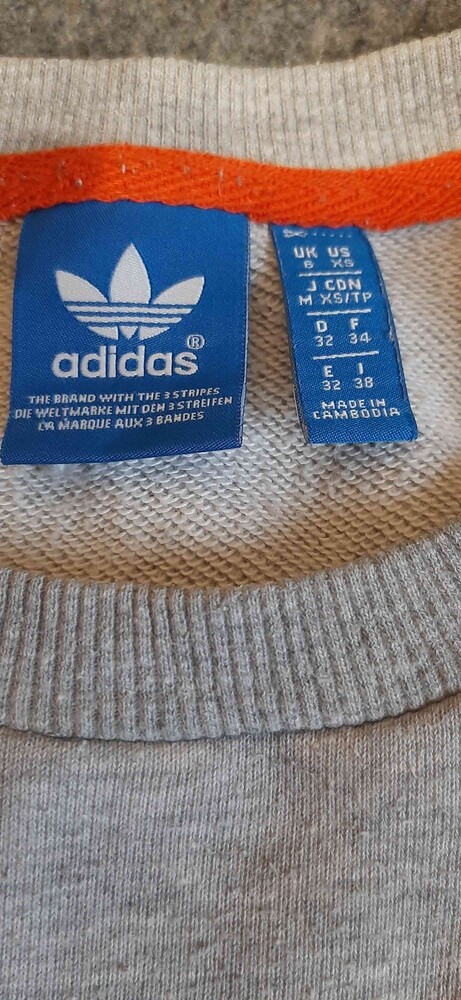 adidas®
THE BRAND WITH THE 3 STRIPES
DIE WELTMARKE MIT DEN 3 STREIFEN
LA MARQUE AUX 3 BANDES
UK US
6 XS
J CDN
M XS/TP
D F
32 34
E I
32 38
MADE IN
CAMBODIA